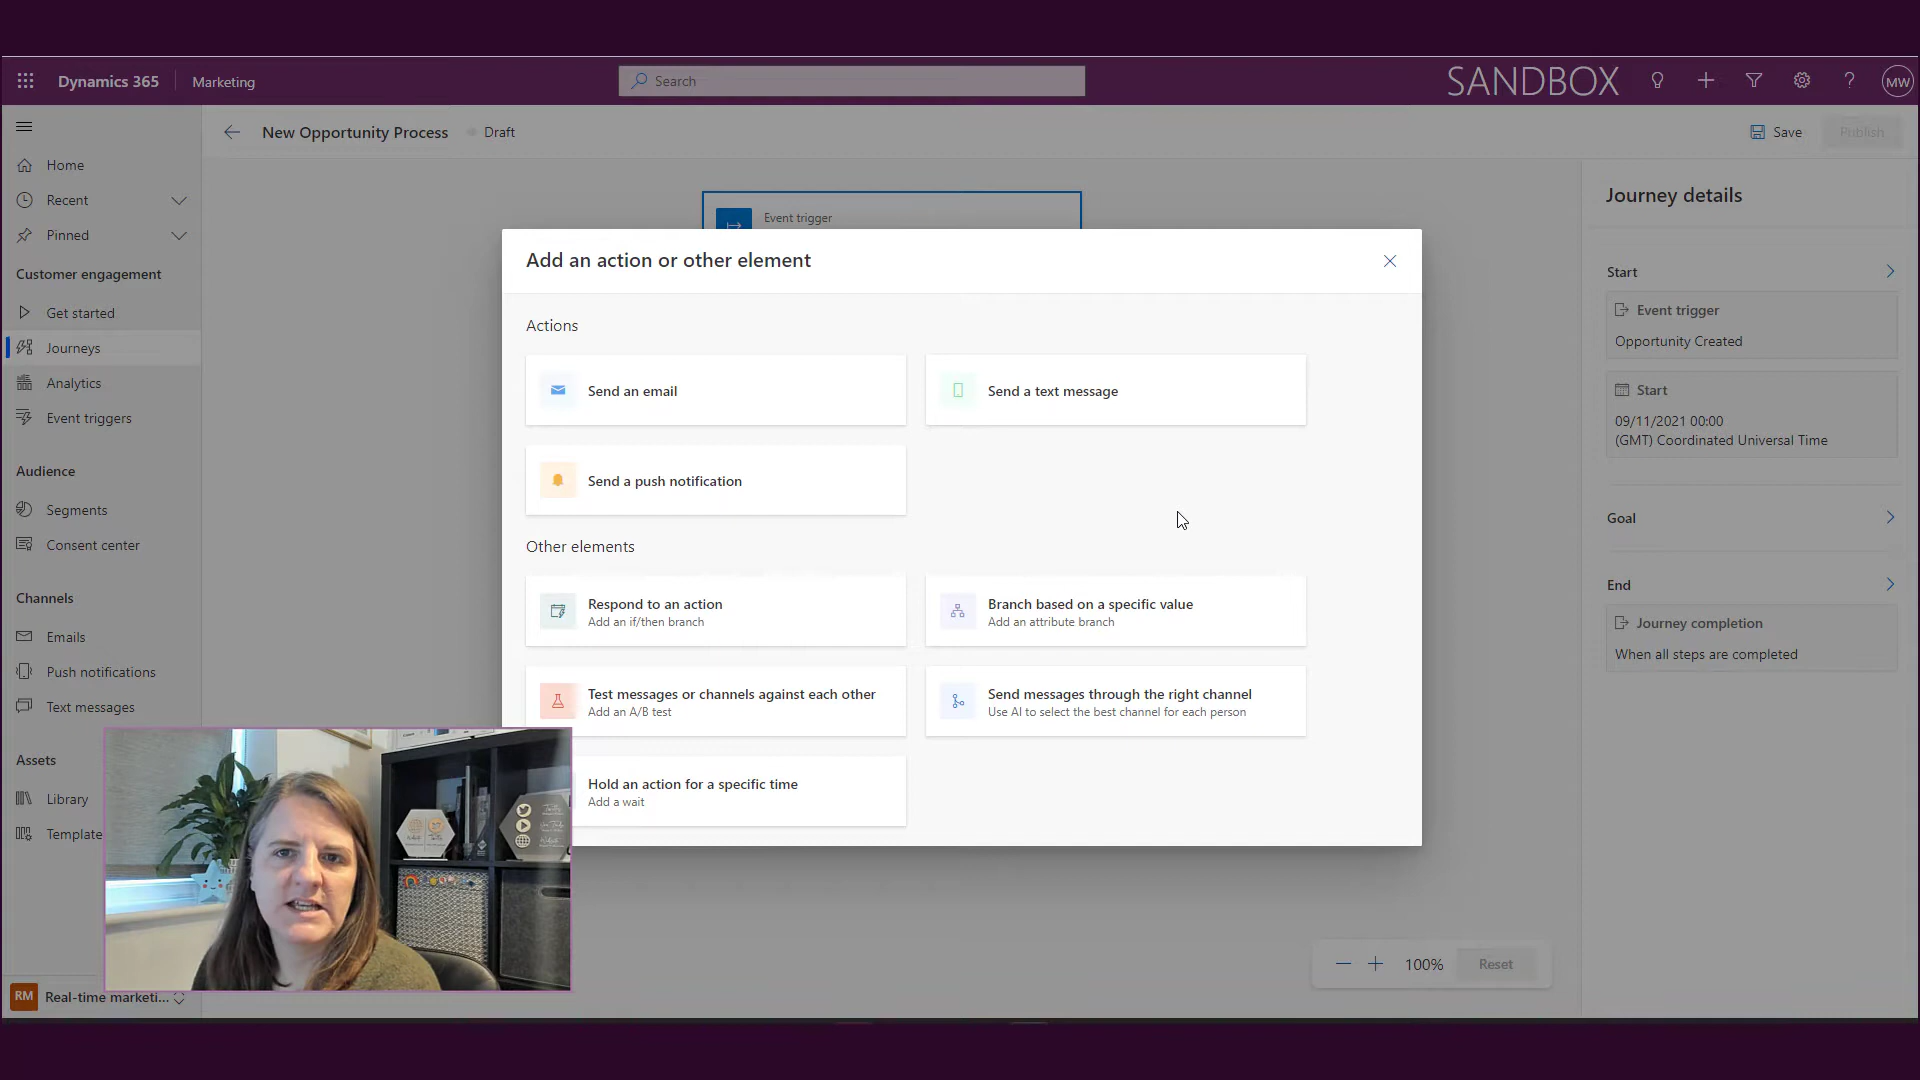 Dynamics 365
Marketing
Search
SANDBOX
MW
New Opportunity Process
Draft
Save
Publish
Home
Recent
Pinned
Customer engagement
Get started
Journeys
Analytics
Event triggers
Audience
Segments
Consent center
Channels
Emails
Push notifications
Text messages
Assets
Library
Template
RM
Real-time marketi...
Event trigger
Add an action or other element
Actions
Send an email
Send a text message
Send a push notification
Other elements
Respond to an action
Add an if/then branch
Branch based on a specific value
Add an attribute branch
Test messages or channels against each other
Add an A/B test
Send messages through the right channel
Use AI to select the best channel for each person
Hold an action for a specific time
Add a wait
100%
Reset
Journey details
Start
Event trigger
Opportunity Created
Start
09/11/2021 00:00
(GMT) Coordinated Universal Time
Goal
End
Journey completion
When all steps are completed